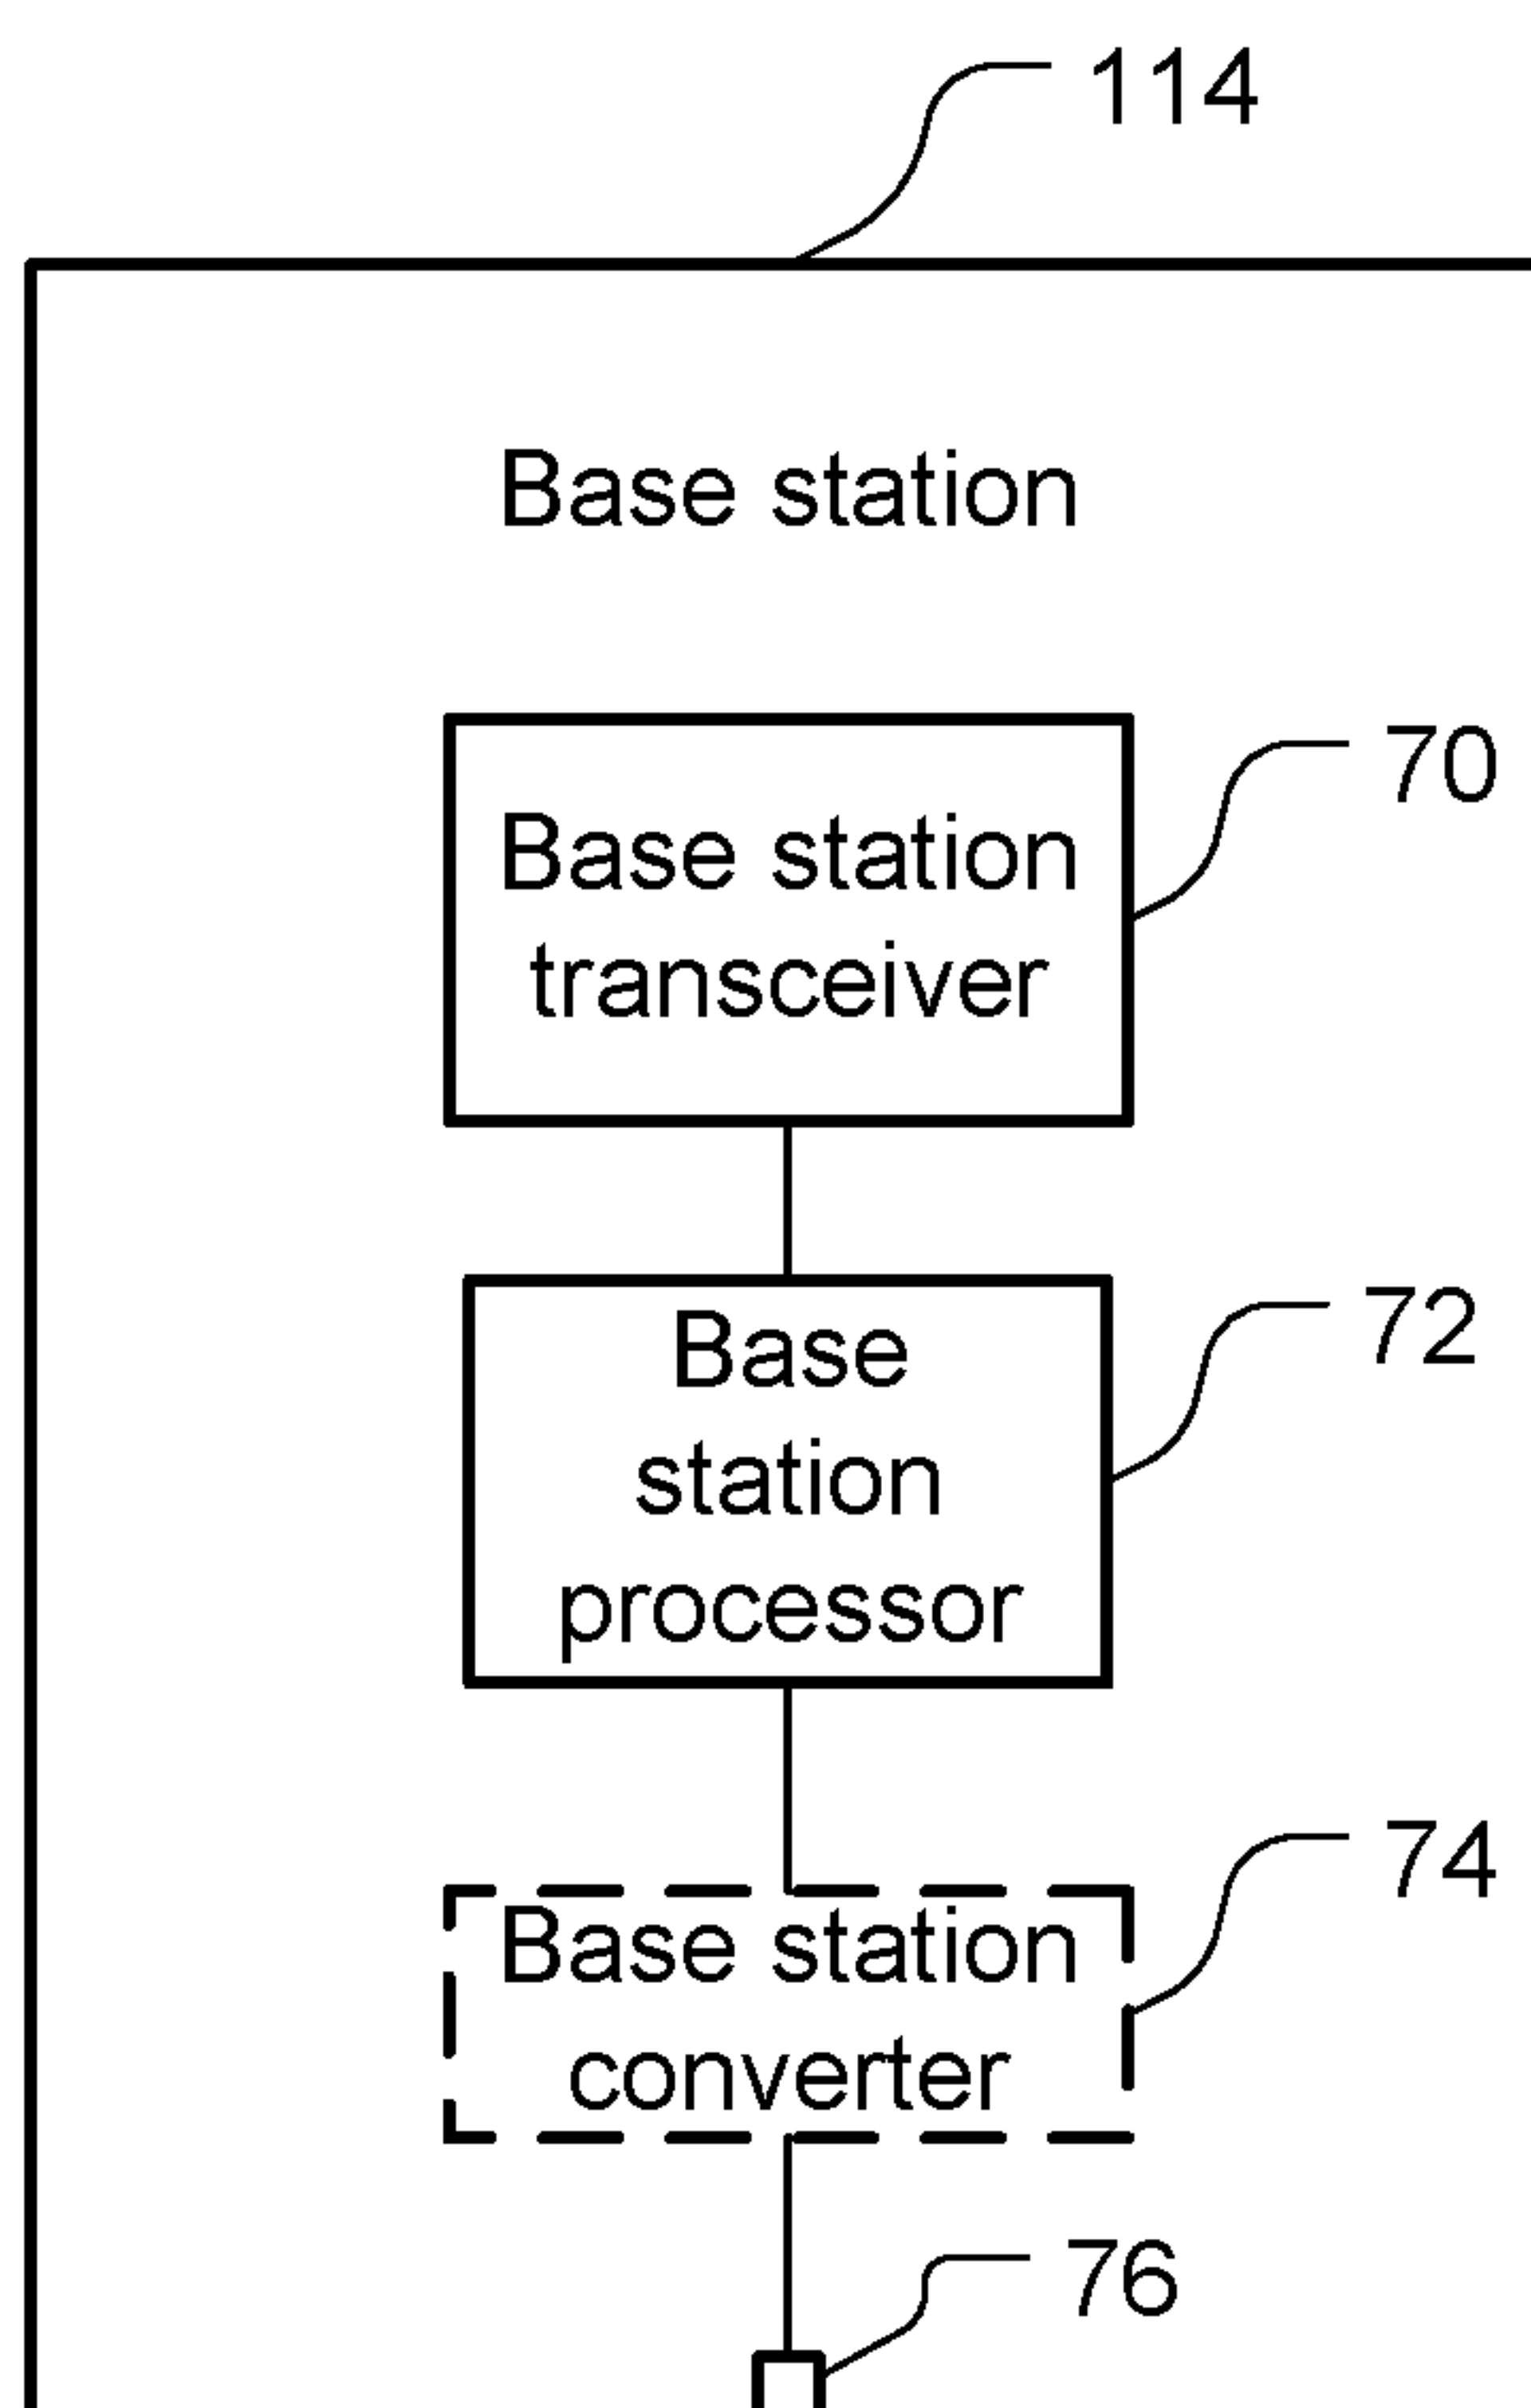 114
Base station
70
Base station
transceiver
72
Base
station
processor
74
Base station
converter
76